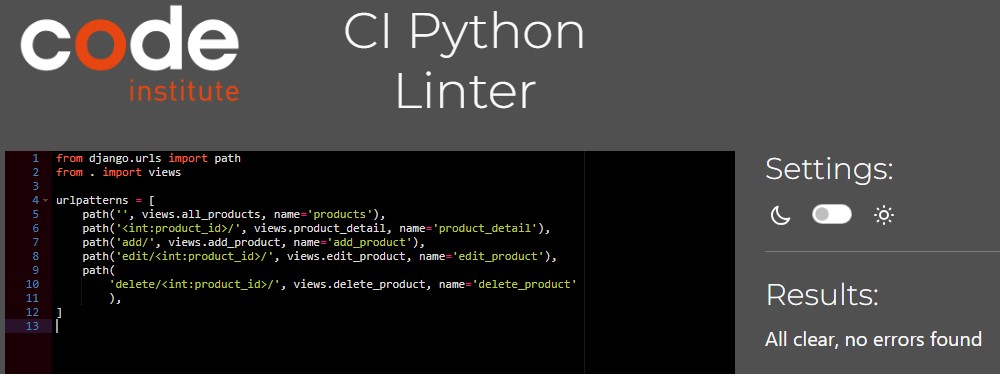 code
institute
CI Python
Linter
1 from django.urls import path
2 from . import views
3
4 urlpatterns = [
5     path('', views.all_products, name='products'),
6     path('<int:product_id>/', views.product_detail, name='product_detail'),
7     path('add/', views.add_product, name='add_product'),
8     path('edit/<int:product_id>/', views.edit_product, name='edit_product'),
9     path(
10         'delete/<int:product_id>/', views.delete_product, name='delete_product'
11         ),
12 ]
13
Settings:
Results:
All clear, no errors found